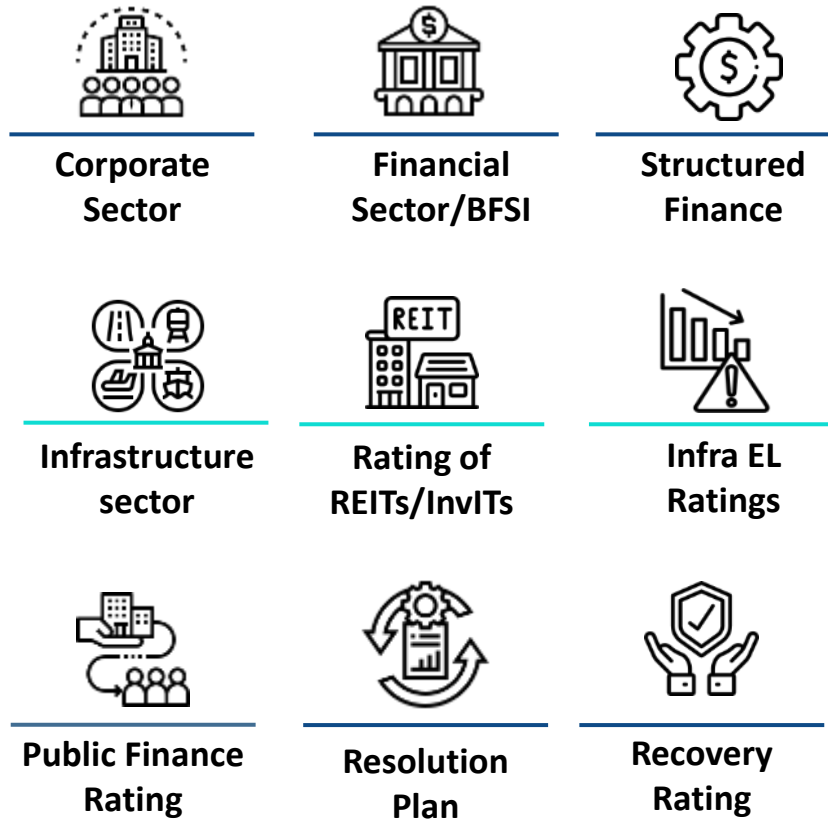 Corporate
Sector
Financial
Sector/BFSI
Structured
Finance
REIT
Infrastructure
sector
Rating of
REITs/InvITs
Infra EL
Ratings
Public Finance
Rating
Resolution
Plan
Recovery
Rating